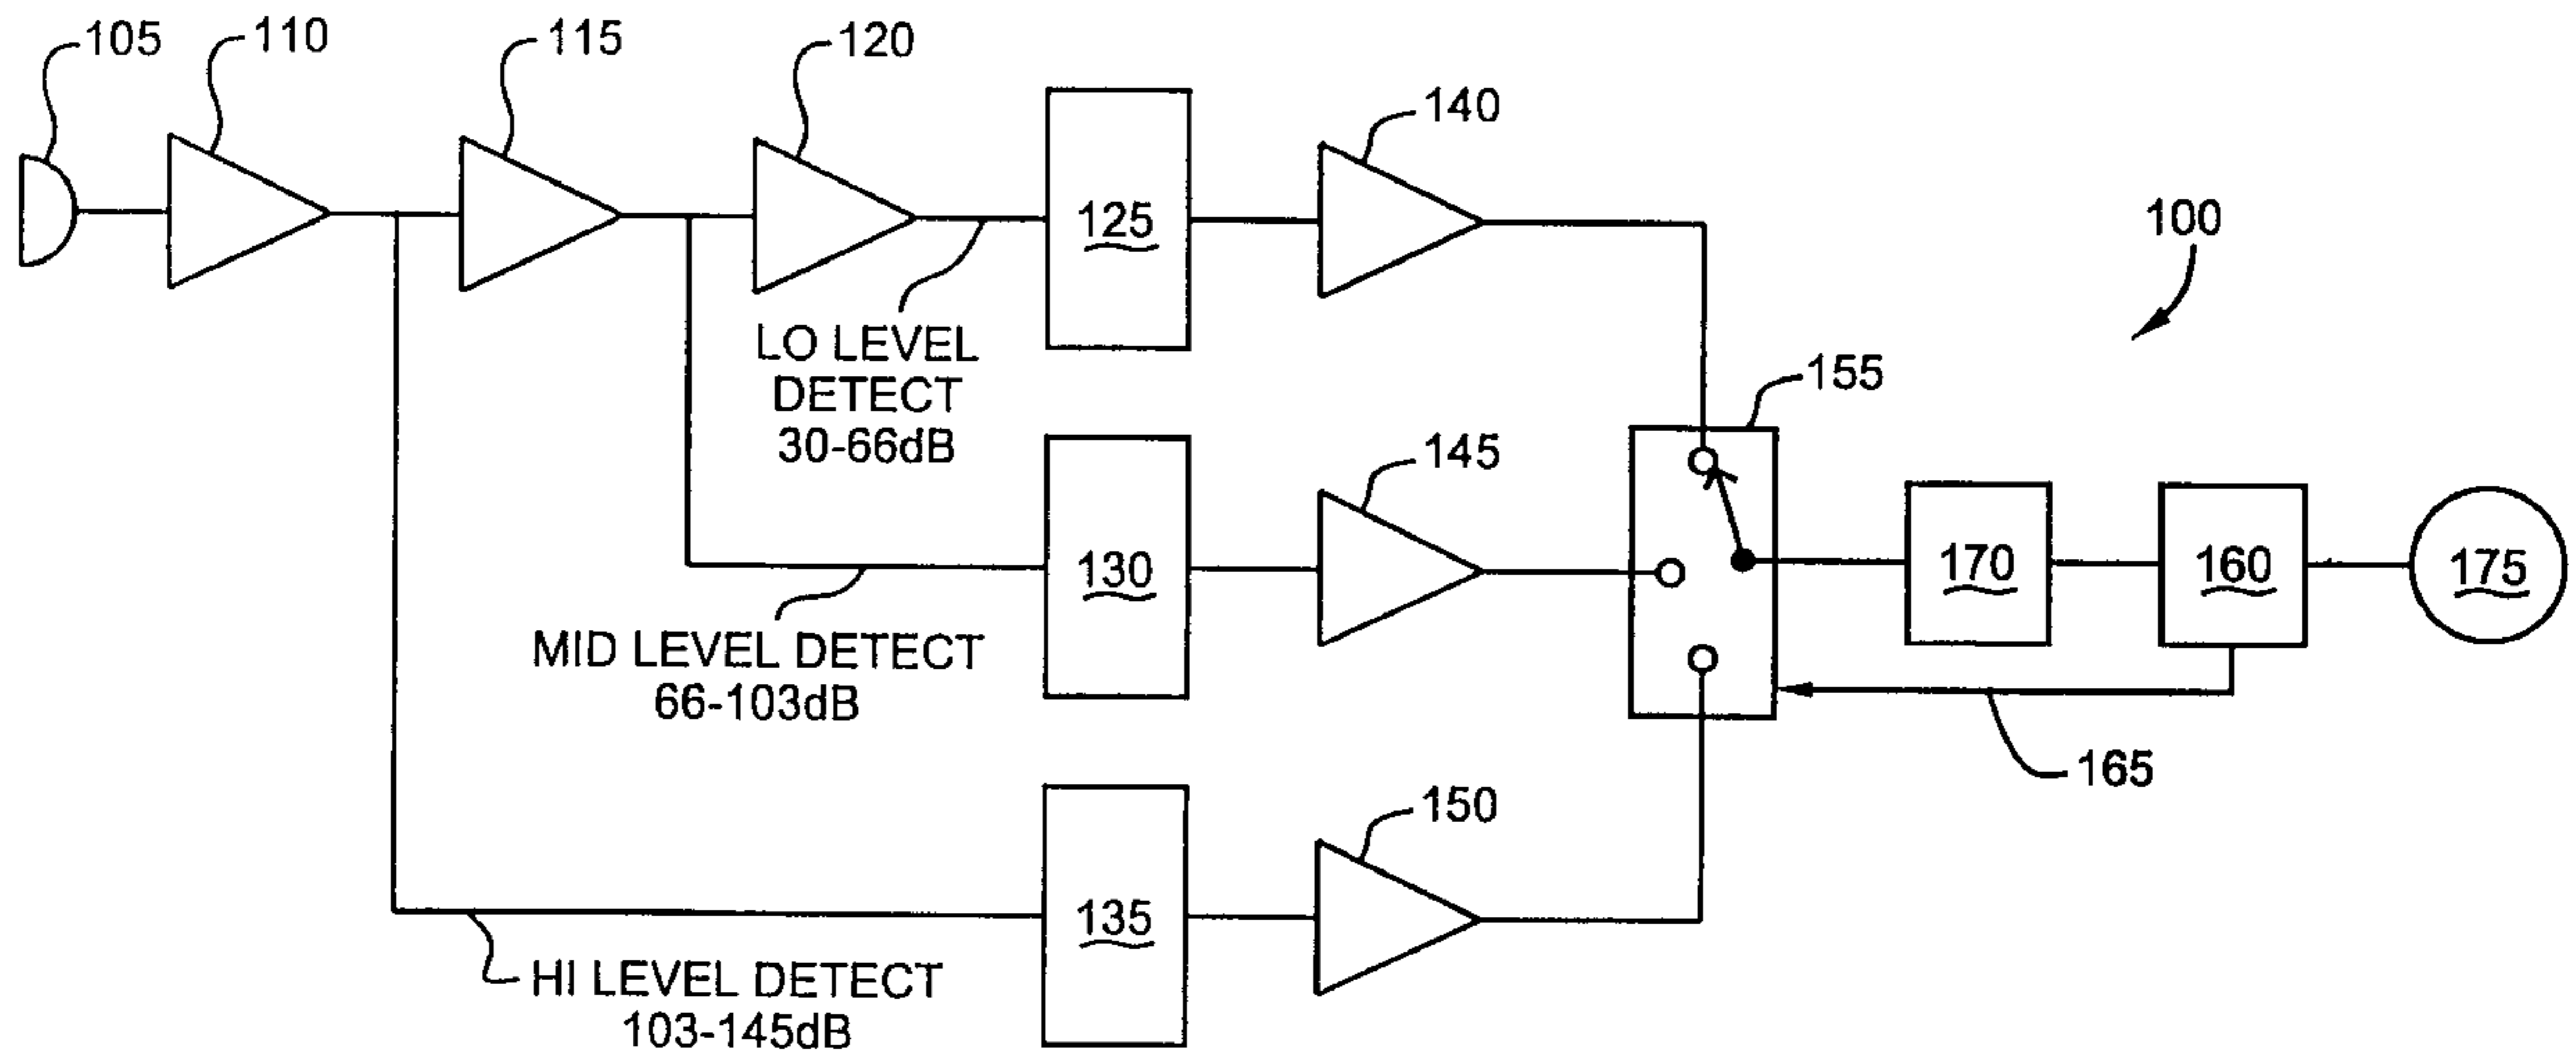 105
110
115
120
140
125
100
LO LEVEL
DETECT
30-66dB
155
145
130
170
160
175
MID LEVEL DETECT
66-103dB
165
150
135
HI LEVEL DETECT
103-145dB